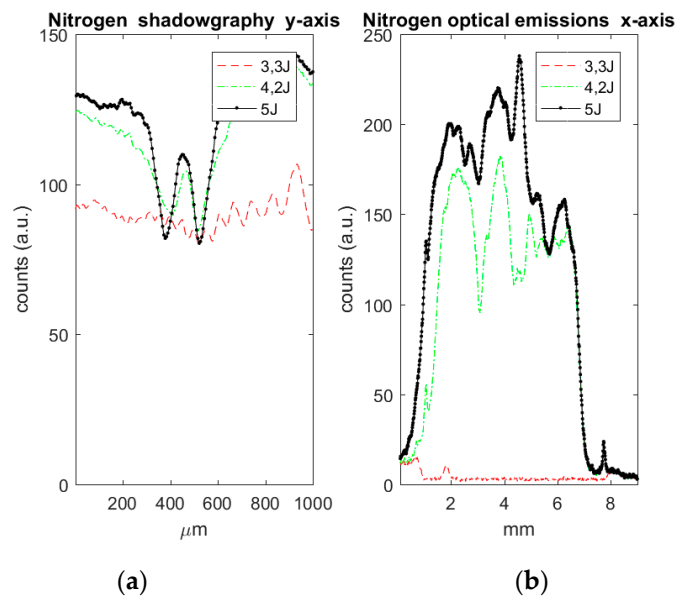 Nitrogen shadowgraphy y-axis
150
100
50
0
counts (a.u.)
200 400 600 800 1000
μm
3,3J
4,2J
5J
(a)
Nitrogen optical emissions x-axis
250
200
150
100
50
0
counts (a.u.)
2 4 6 8
mm
3,3J
4,2J
5J
(b)